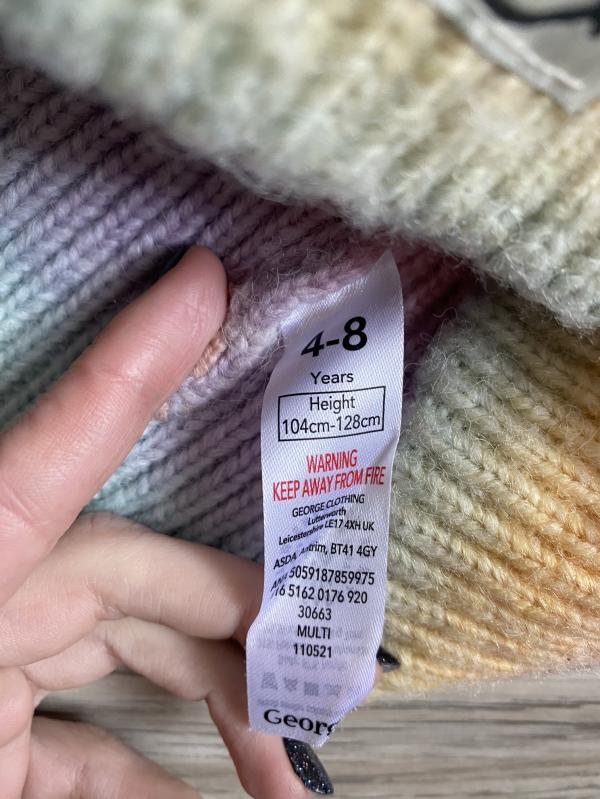 4-8
Years
Height
104cm-128cm
WARNING
KEEP AWAY FROM FIRE
GEORGE CLOTHING
Lutterworth
Leicestershire LE17 4XH UK
ASDA Antrim, BT41 4GY
5059187859975
5162 0176 920
30663
MULTI
110521
Georg